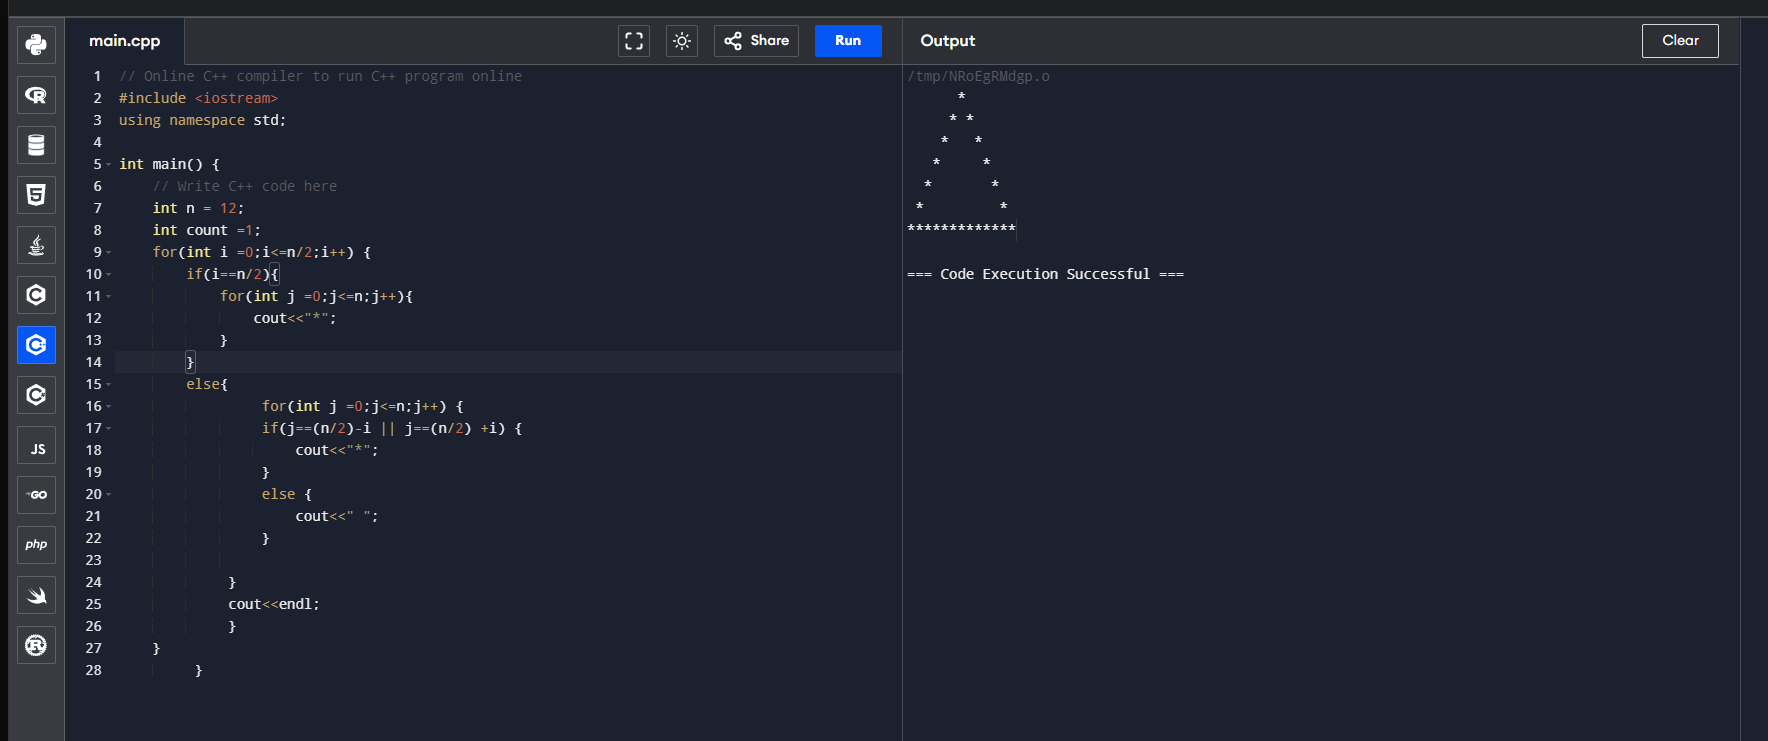 main.cpp
Share
Run
Output
Clear
1 // Online C++ compiler to run C++ program online
2 #include <iostream>
3 using namespace std;
4
5 int main() {
6     // Write C++ code here
7     int n = 12;
8     int count =1;
9     for(int i =0;i<=n/2;i++) {
10         if(i==n/2){
11             for(int j =0;j<=n;j++){
12                 cout<<"*";
13             }
14         }
15         else{
16                  for(int j =0;j<=n;j++) {
17                  if(j==(n/2)-i || j==(n/2) +i) {
18                      cout<<"*";
19                  }
20                  else {
21                      cout<<" ";
22                  }
23
24              }
25              cout<<endl;
26              }
27     }
28          }
/tmp/NRoEgRMdgp.o
      *
     * *
    *   *
   *     *
  *       *
 *         *
*************
=== Code Execution Successful ===
R
5
C
C
C
JS
GO
php
R